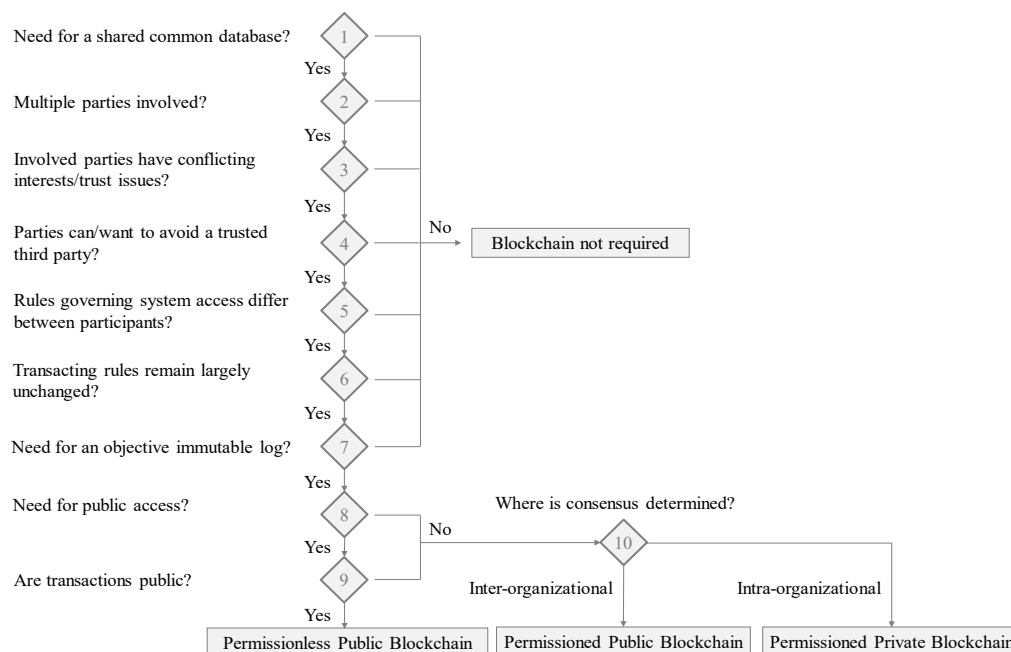 Need for a shared common database?
1
Yes
Multiple parties involved?
2
Yes
Involved parties have conflicting
interests/trust issues?
3
Yes
Parties can/want to avoid a trusted
third party?
4
No
Blockchain not required
Yes
Rules governing system access differ
between participants?
5
Yes
Transacting rules remain largely
unchanged?
6
Yes
Need for an objective immutable log?
7
Yes
Need for public access?
8
Where is consensus determined?
No
10
Yes
Are transactions public?
9
Inter-organizational
Intra-organizational
Yes
Permissionless Public Blockchain
Permissioned Public Blockchain
Permissioned Private Blockchain